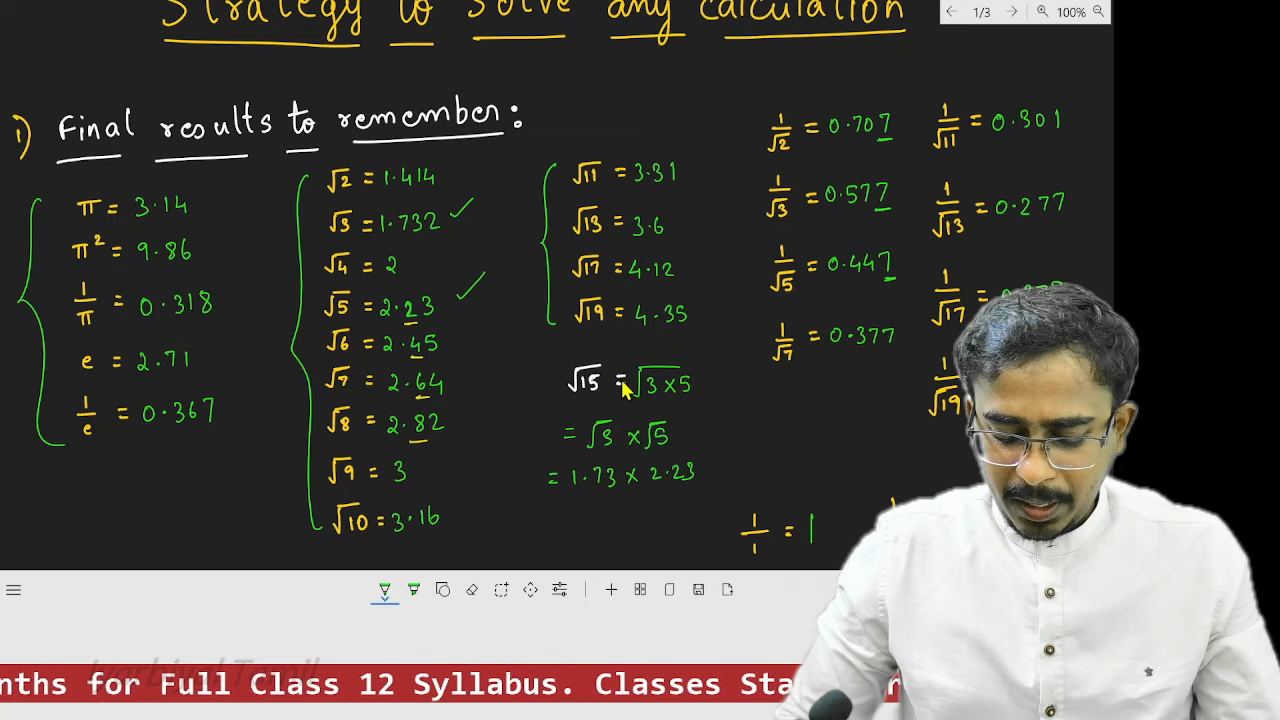 Strategy to solve any calculation
1/3 100%
1) Final results to remember:
π = 3.14
π² = 9.86
1/π = 0.318
e = 2.71
1/e = 0.367
√2 = 1.414
√3 = 1.732
√4 = 2
√5 = 2.23
√6 = 2.45
√7 = 2.64
√8 = 2.82
√9 = 3
√10 = 3.16
√11 = 3.31
√13 = 3.6
√17 = 4.12
√19 = 4.35
√15 = √3×5
= √3 × √5
= 1.73 × 2.23
1/√2 = 0.707
1/√3 = 0.577
1/√5 = 0.447
1/√7 = 0.377
1/1 = 1
1/√11 = 0.301
1/√13 = 0.277
1/√17 =
1/√19
Iyarbiyal Tamil
nths for Full Class 12 Syllabus. Classes